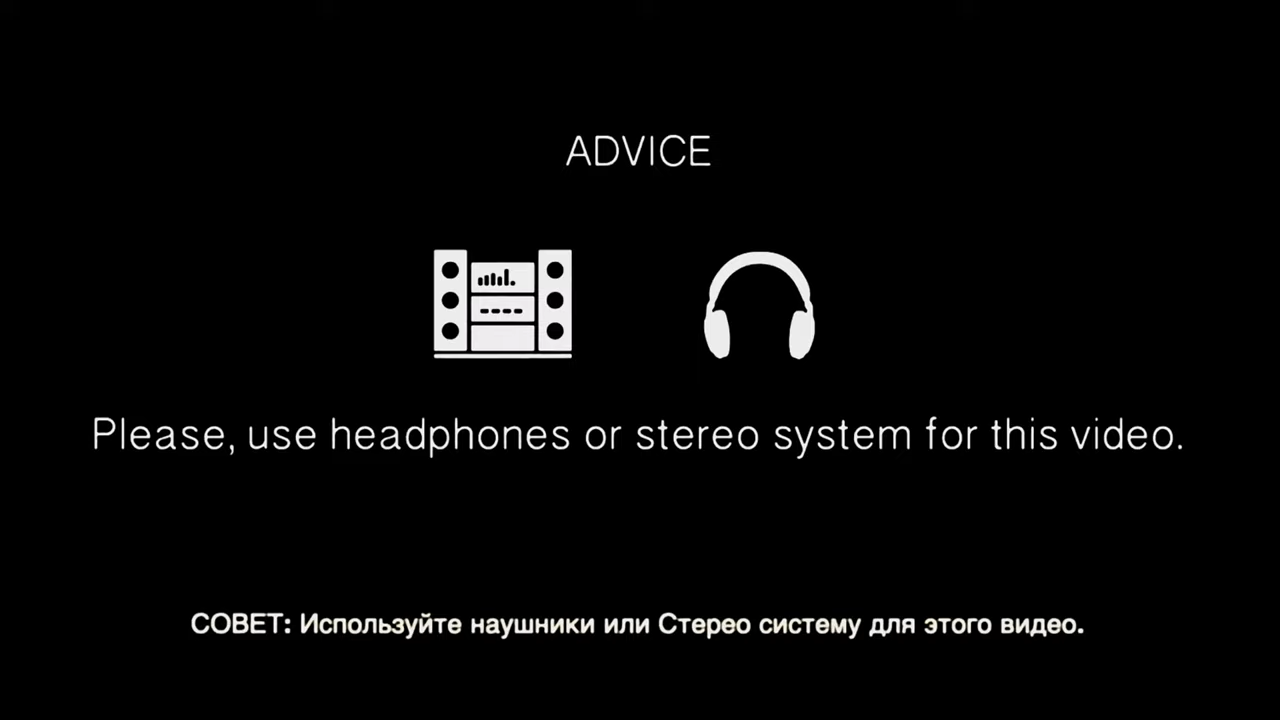 ADVICE
Please, use headphones or stereo system for this video.
СОВЕТ: Используйте наушники или Стерео систему для этого видео.